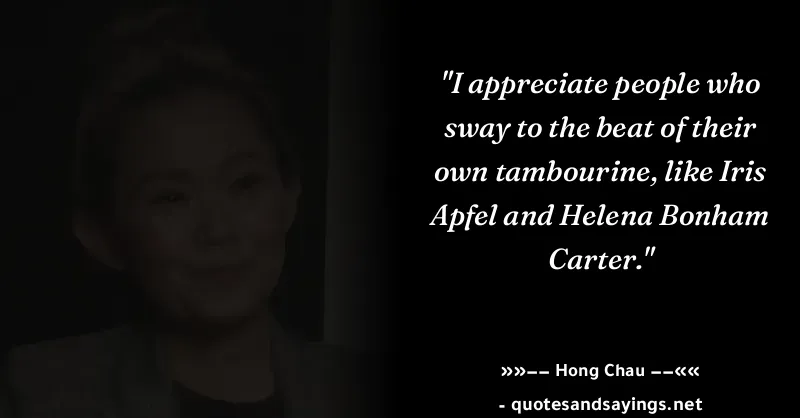 "I appreciate people who
sway to the beat of their
own tambourine, like Iris
Apfel and Helena Bonham
Carter."
»»–– Hong Chau ––««
- quotesandsayings.net